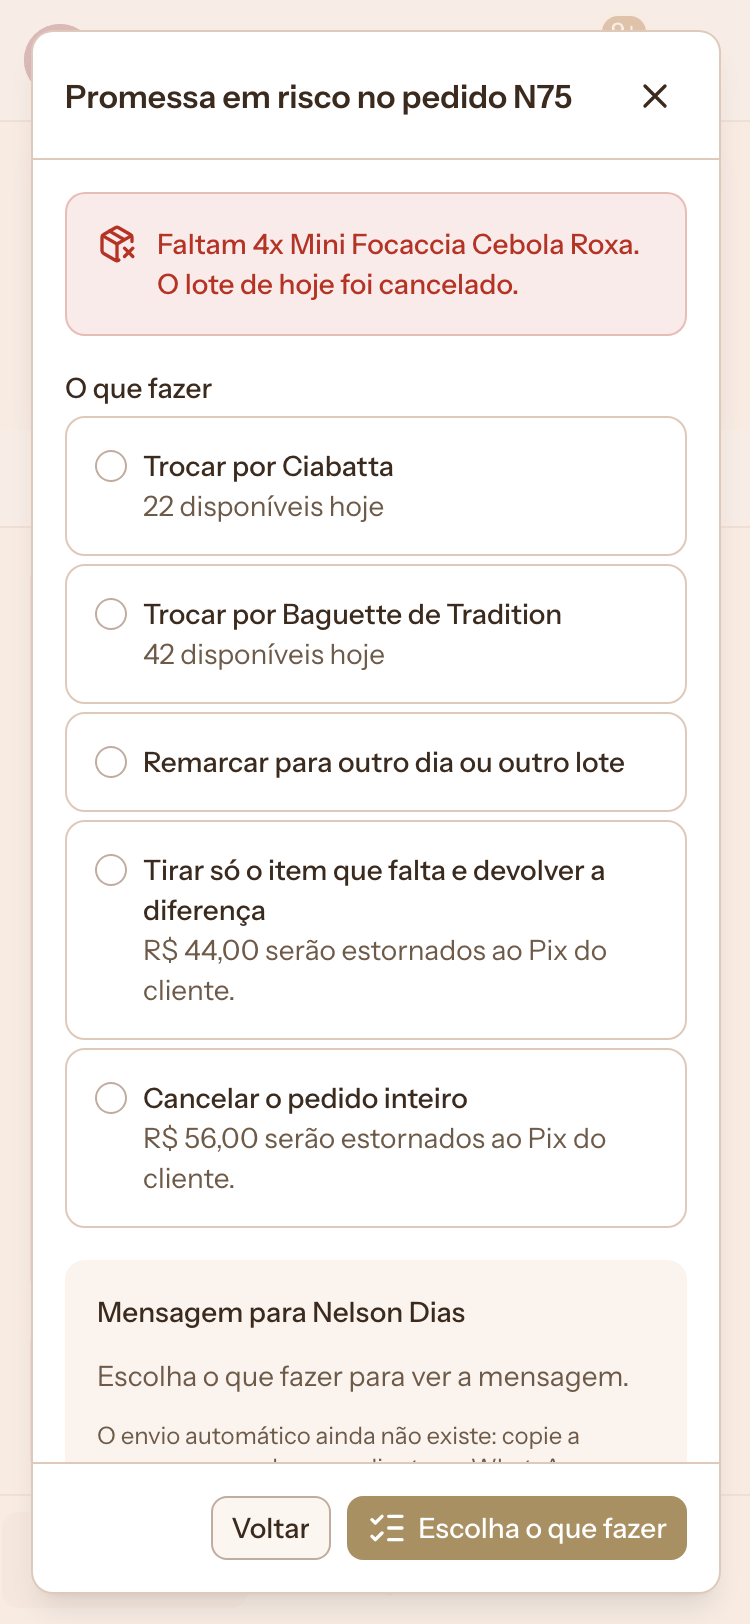 Promessa em risco no pedido N75
Faltam 4x Mini Focaccia Cebola Roxa.
O lote de hoje foi cancelado.
O que fazer
Trocar por Ciabatta
22 disponíveis hoje
Trocar por Baguette de Tradition
42 disponíveis hoje
Remarcar para outro dia ou outro lote
Tirar só o item que falta e devolver a
diferença
R$ 44,00 serão estornados ao Pix do
cliente.
Cancelar o pedido inteiro
R$ 56,00 serão estornados ao Pix do
cliente.
Mensagem para Nelson Dias
Escolha o que fazer para ver a mensagem.
O envio automático ainda não existe: copie a
Voltar
Escolha o que fazer